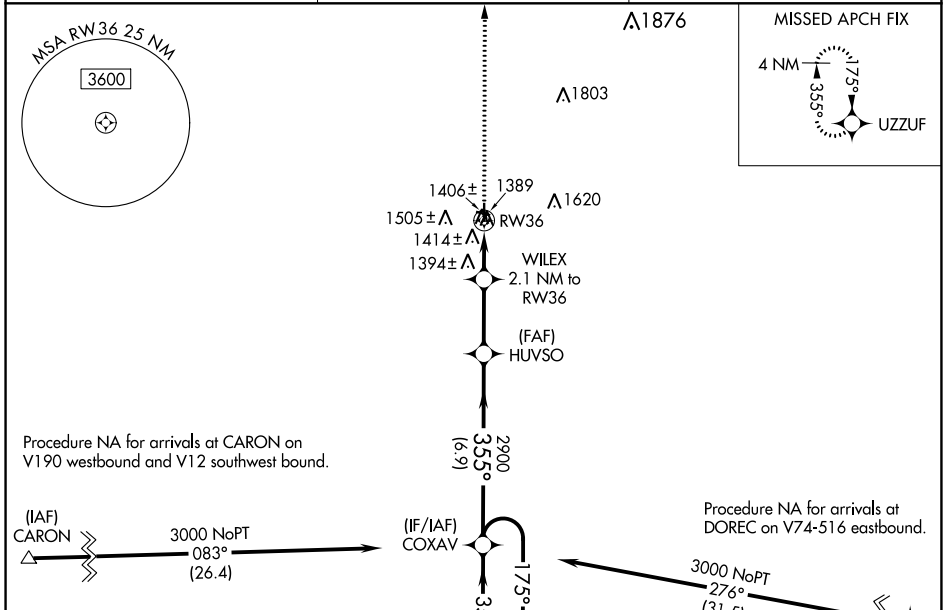 MSA RW36 25 NM
3600
1876
1803
MISSED APCH FIX
4 NM
175°
355°
UZZUF
1406±
1389
1620
1505±
RW36
1414±
1394±
WILEX
2.1 NM to
RW36
(FAF)
HUVSO
2900
355°
(6.9)
Procedure NA for arrivals at CARON on
V190 westbound and V12 southwest bound.
(IAF)
CARON
3000 NoPT
083°
(26.4)
(IF/IAF)
COXAV
175°
Procedure NA for arrivals at
DOREC on V74-516 eastbound.
3000 NoPT
276°